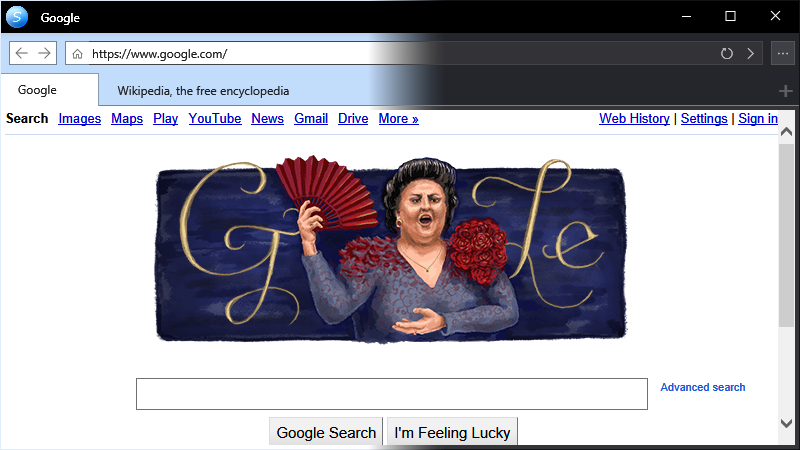 Google
https://www.google.com/
Google Wikipedia, the free encyclopedia
Search Images Maps Play YouTube News Gmail Drive More » Web History | Settings | Sign in
G le
Advanced search
Google Search I'm Feeling Lucky